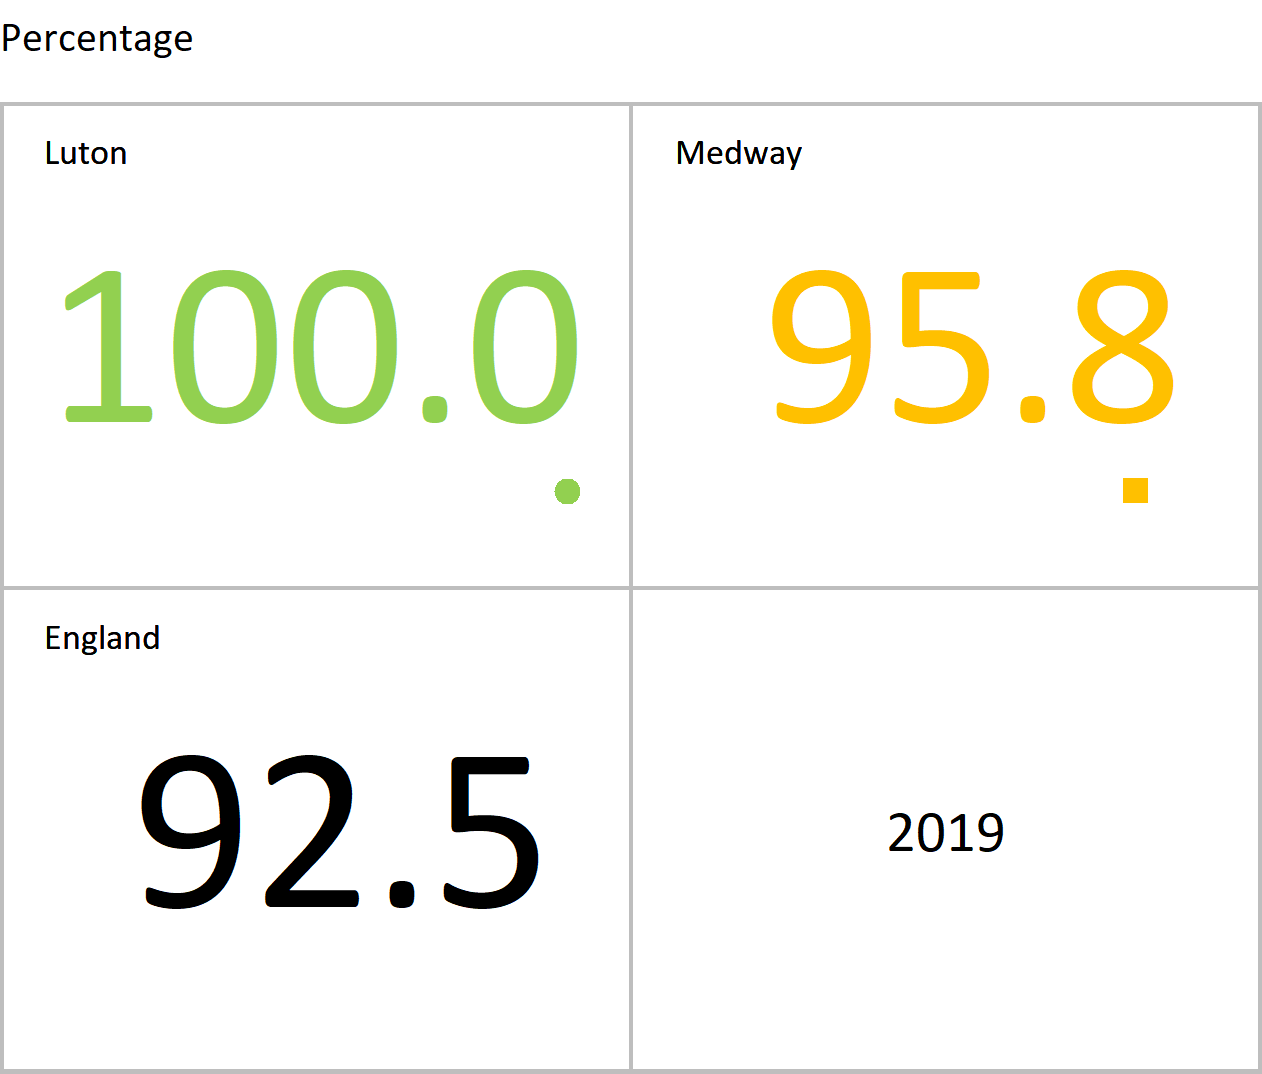 Percentage
Luton
Medway
100.0
95.8
England
92.5
2019